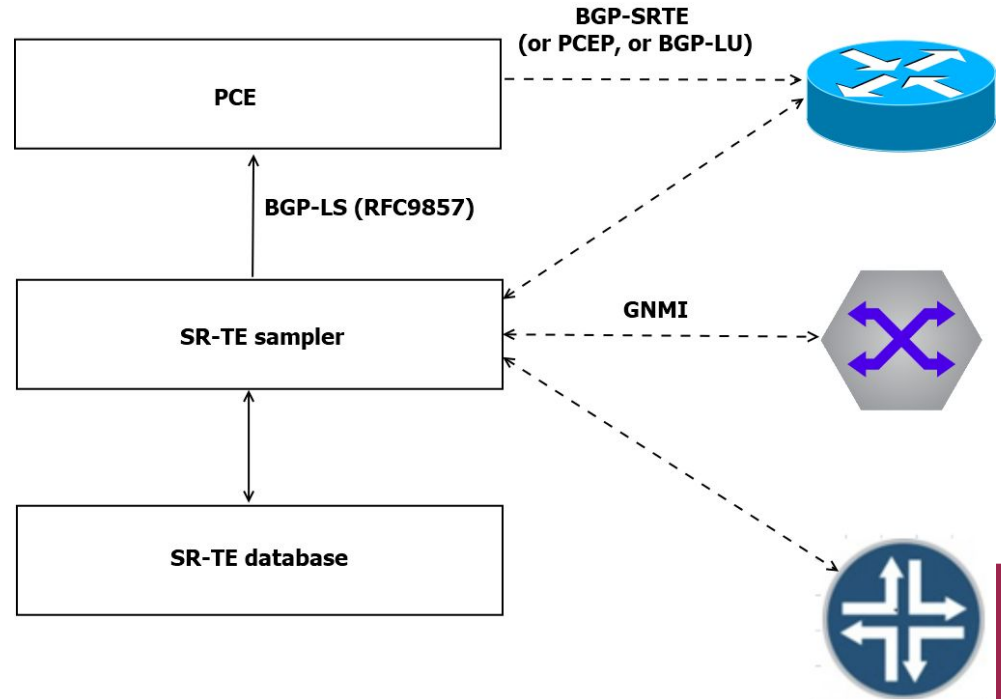 BGP-SRTE
(or PCEP, or BGP-LU)
PCE
BGP-LS (RFC9857)
GNMI
SR-TE sampler
SR-TE database